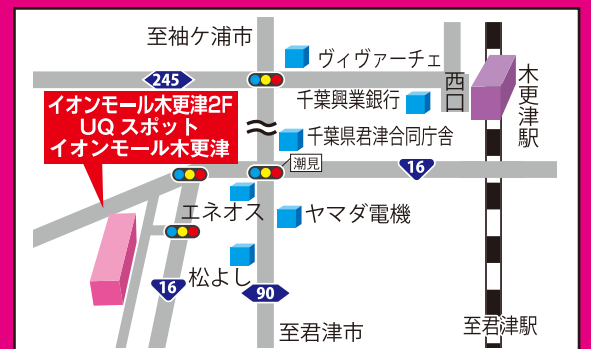 至袖ケ浦市
ヴィヴァーチェ
245
西口
木更津駅
千葉興業銀行
イオンモール木更津2F
UQ スポット
イオンモール木更津
千葉県君津合同庁舎
潮見
16
エネオス
ヤマダ電機
松よし
16
90
至君津市
至君津駅